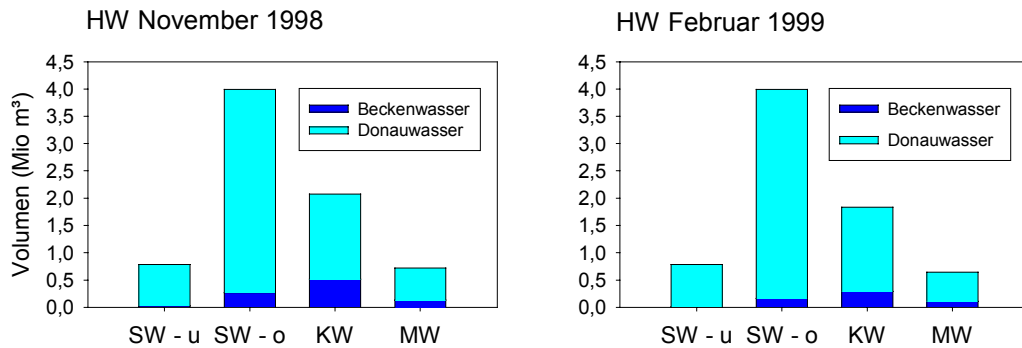 HW November 1998
Volumen (Mio m³)
4,5
4,0
3,5
3,0
2,5
2,0
1,5
1,0
0,5
0,0
Beckenwasser
Donauwasser
SW - u SW - o KW MW
HW Februar 1999
4,5
4,0
3,5
3,0
2,5
2,0
1,5
1,0
0,5
0,0
Beckenwasser
Donauwasser
SW - u SW - o KW MW